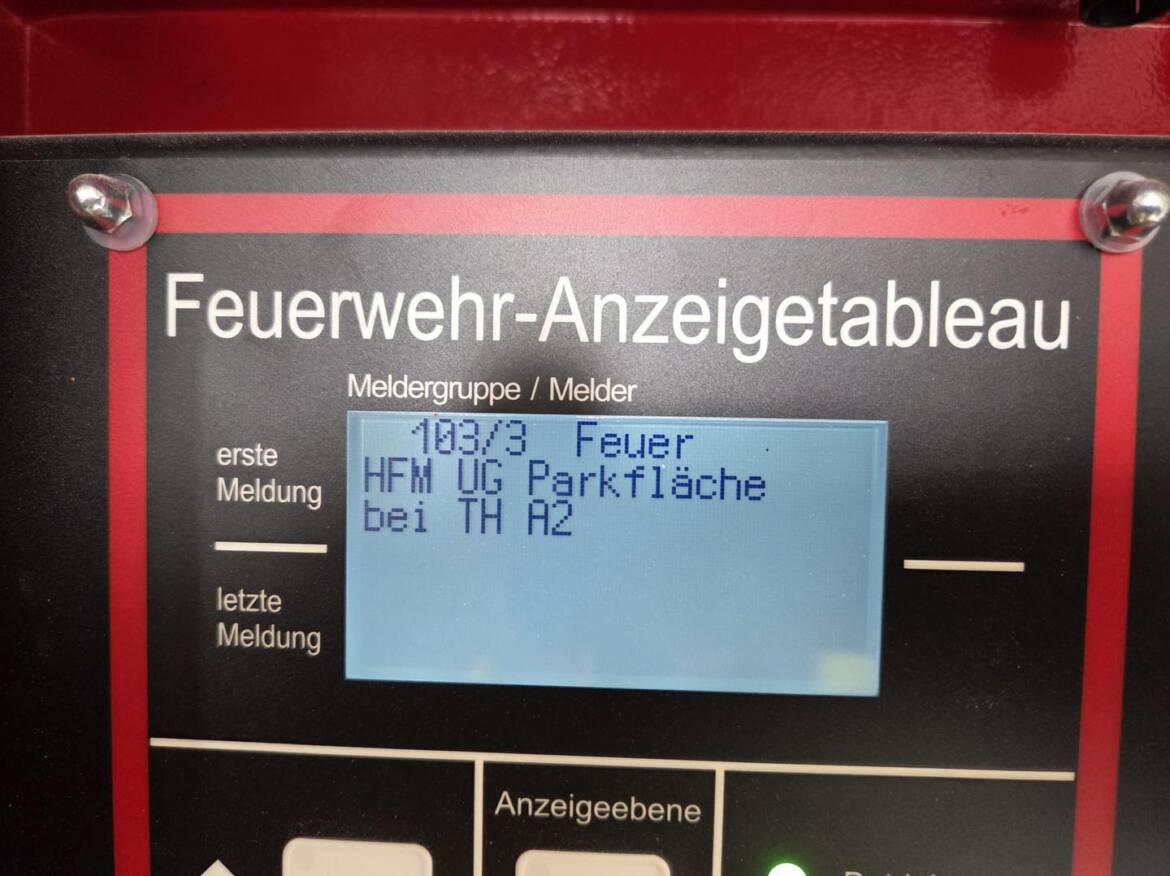 Feuerwehr-Anzeigetableau
Meldergruppe / Melder
erste
Meldung
103/3 Feuer
HFM UG Parkfläche
bei TH A2
letzte
Meldung
Anzeigeebene